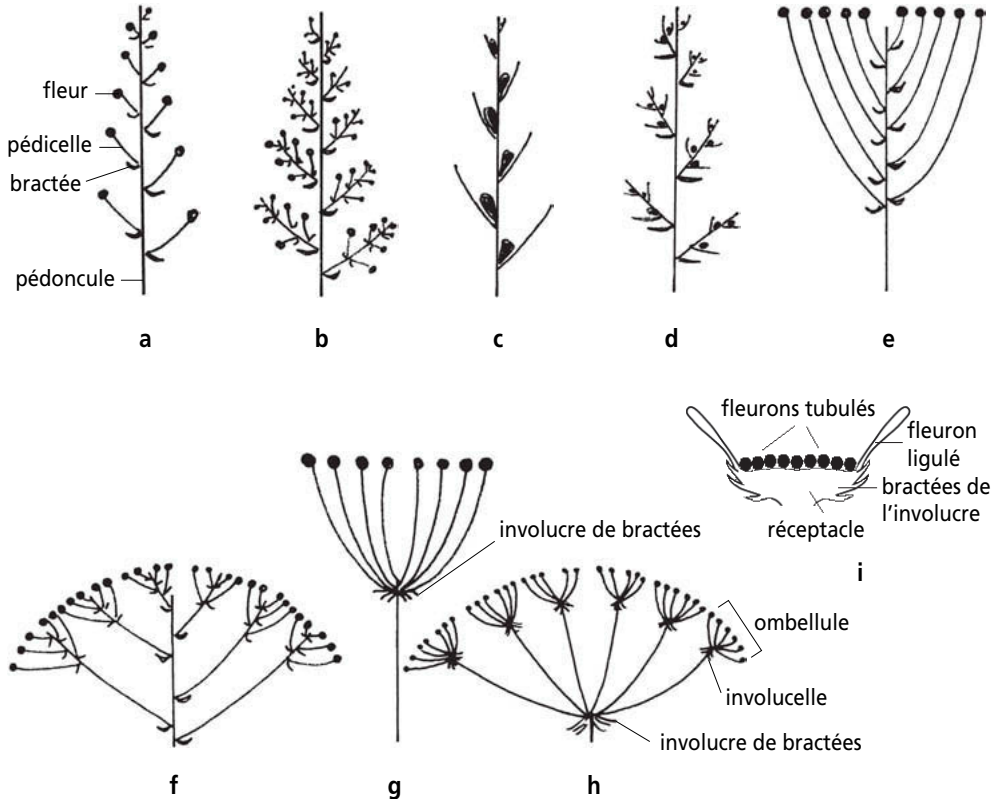 fleur
pédicelle
bractée
pédoncule
a
b
c
d
e
fleurons tubulés
fleuron
ligulé
bractées de
l'involucre
réceptacle
i
involucre de bractées
ombellule
involucelle
involucre de bractées
f
g
h